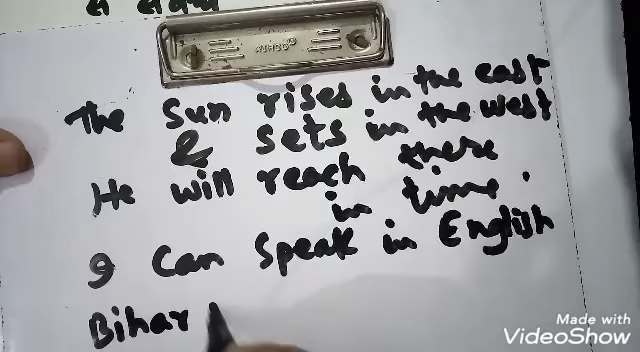 The Sun rises in the east
& sets in the west
He will reach there
in time.
I Can Speak in English
Bihar
Made with
VideoShow